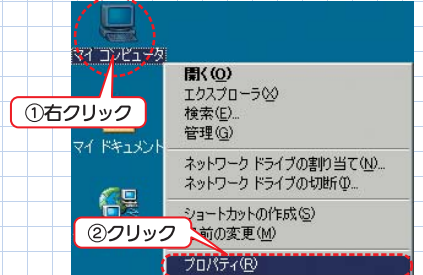 マイ コンピュータ
①右クリック
マイ ドキュメント
開く(O)
エクスプローラ(X)
検索(E)...
管理(G)
ネットワーク ドライブの割り当て(N)...
ネットワーク ドライブの切断(I)...
ショートカットの作成(S)
②クリック
前の変更(M)
プロパティ(R)